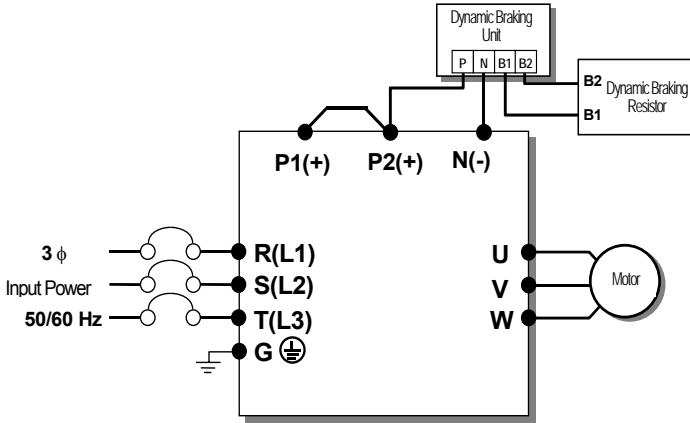 Dynamic Braking
Unit
P N B1 B2
B2
B1
Dynamic Braking
Resistor
P1(+) P2(+) N(-)
3 ϕ
Input Power
50/60 Hz
R(L1)
S(L2)
T(L3)
G
U
V
W
Motor